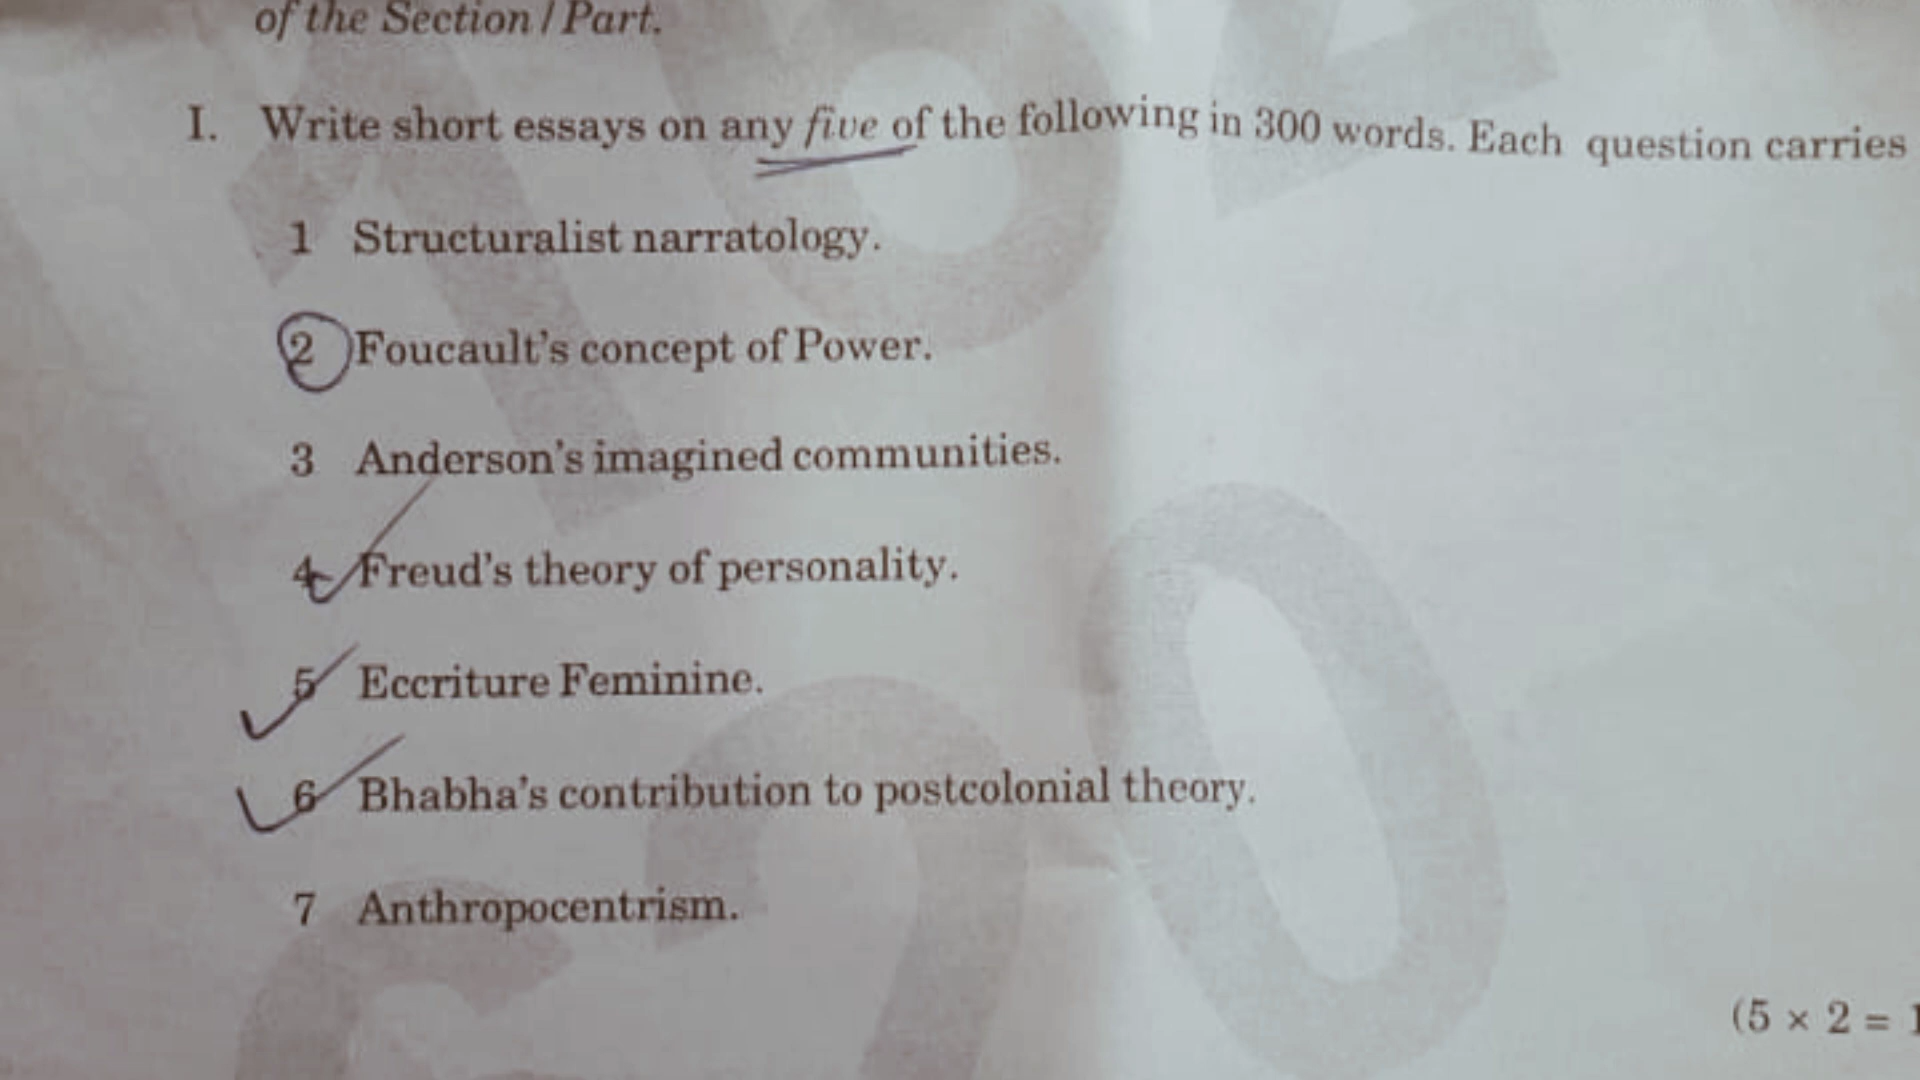 of the Section / Part.
I. Write short essays on any five of the following in 300 words. Each question carries
1 Structuralist narratology.
2 Foucault's concept of Power.
3 Anderson's imagined communities.
4 Freud's theory of personality.
5 Eccriture Feminine.
6 Bhabha's contribution to postcolonial theory.
7 Anthropocentrism.
(5 × 2 = 1